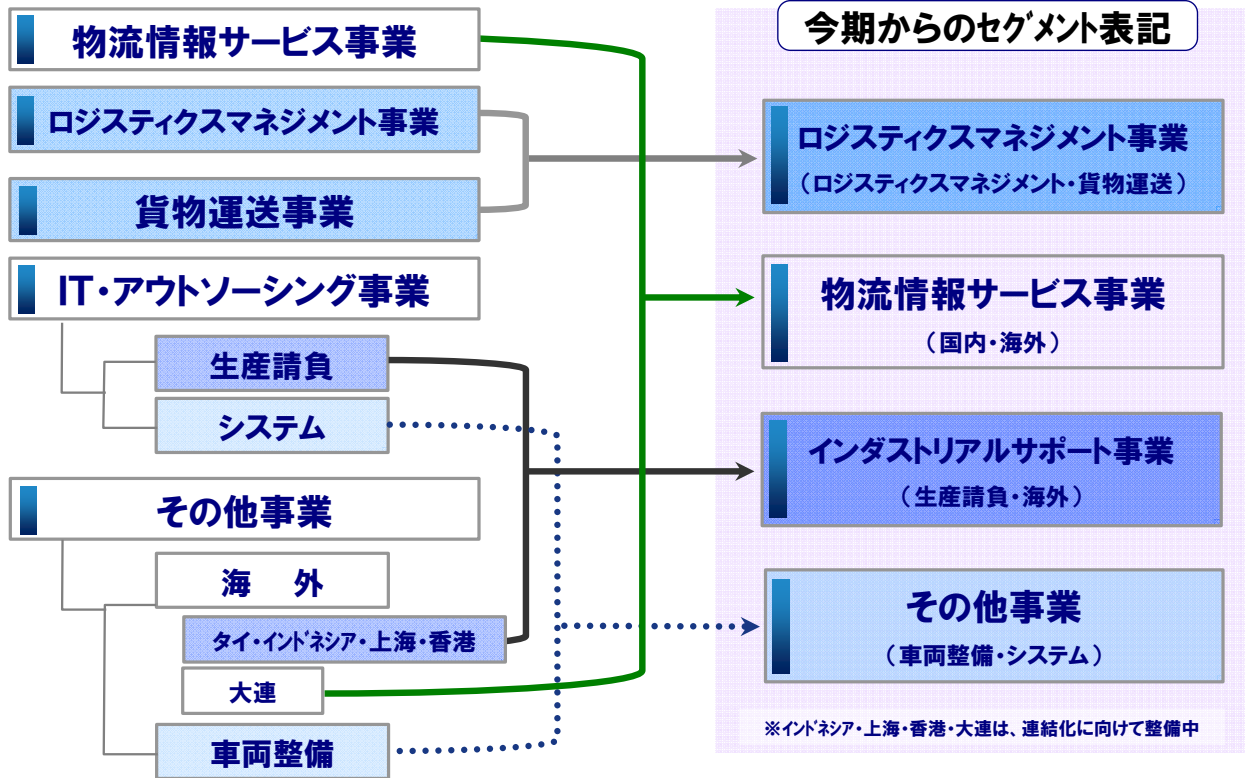 物流情報サービス事業
ロジスティクスマネジメント事業
貨物運送事業
IT・アウトソーシング事業
生産請負
システム
その他事業
海 外
タイ・インドネシア・上海・香港
大連
車両整備
今期からのセグメント表記
ロジスティクスマネジメント事業
（ロジスティクスマネジメント・貨物運送）
物流情報サービス事業
（国内・海外）
インダストリアルサポート事業
（生産請負・海外）
その他事業
（車両整備・システム）
※インドネシア・上海・香港・大連は、連結化に向けて整備中